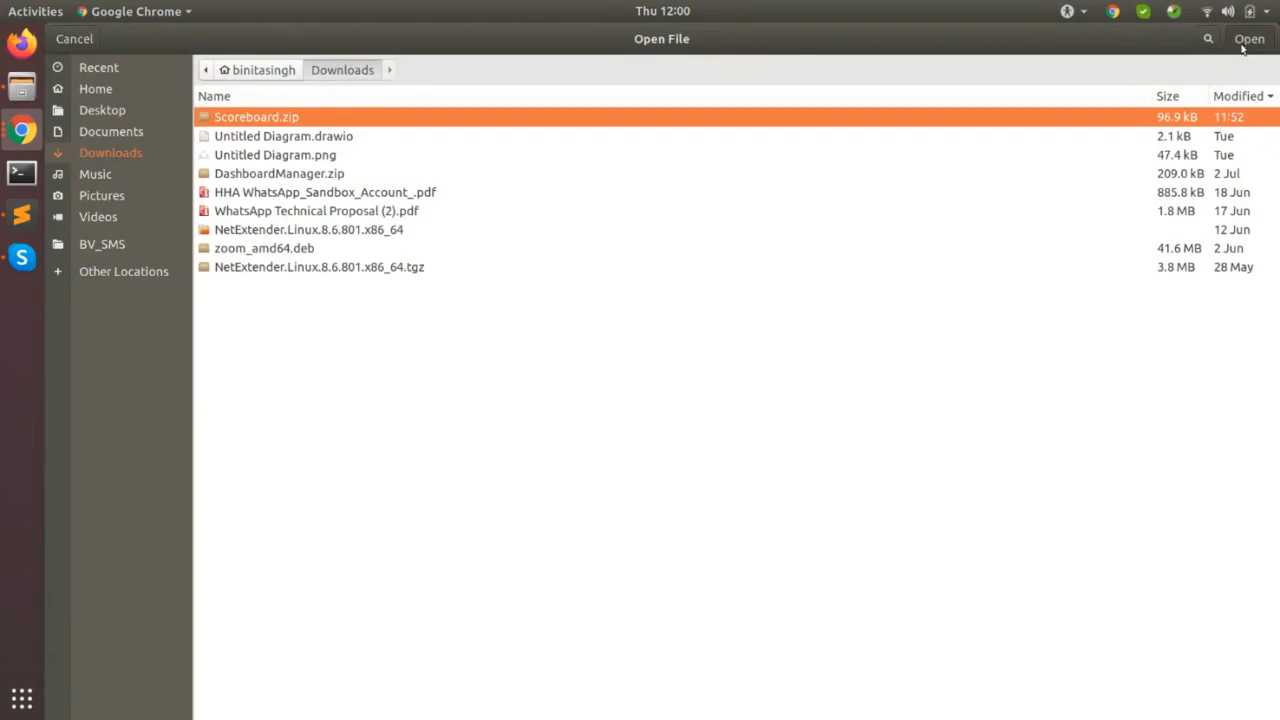 Activities Google Chrome Thu 12:00
Cancel Open File Open
Recent
Home
Desktop
Documents
Downloads
Music
Pictures
Videos
BV_SMS
Other Locations
binitasingh Downloads
Name Size Modified
Scoreboard.zip 96.9 kB 11:52
Untitled Diagram.drawio 2.1 kB Tue
Untitled Diagram.png 47.4 kB Tue
DashboardManager.zip 209.0 kB 2 Jul
HHA WhatsApp_Sandbox_Account_.pdf 885.8 kB 18 Jun
WhatsApp Technical Proposal (2).pdf 1.8 MB 17 Jun
NetExtender.Linux.8.6.801.x86_64 12 Jun
zoom_amd64.deb 41.6 MB 2 Jun
NetExtender.Linux.8.6.801.x86_64.tgz 3.8 MB 28 May